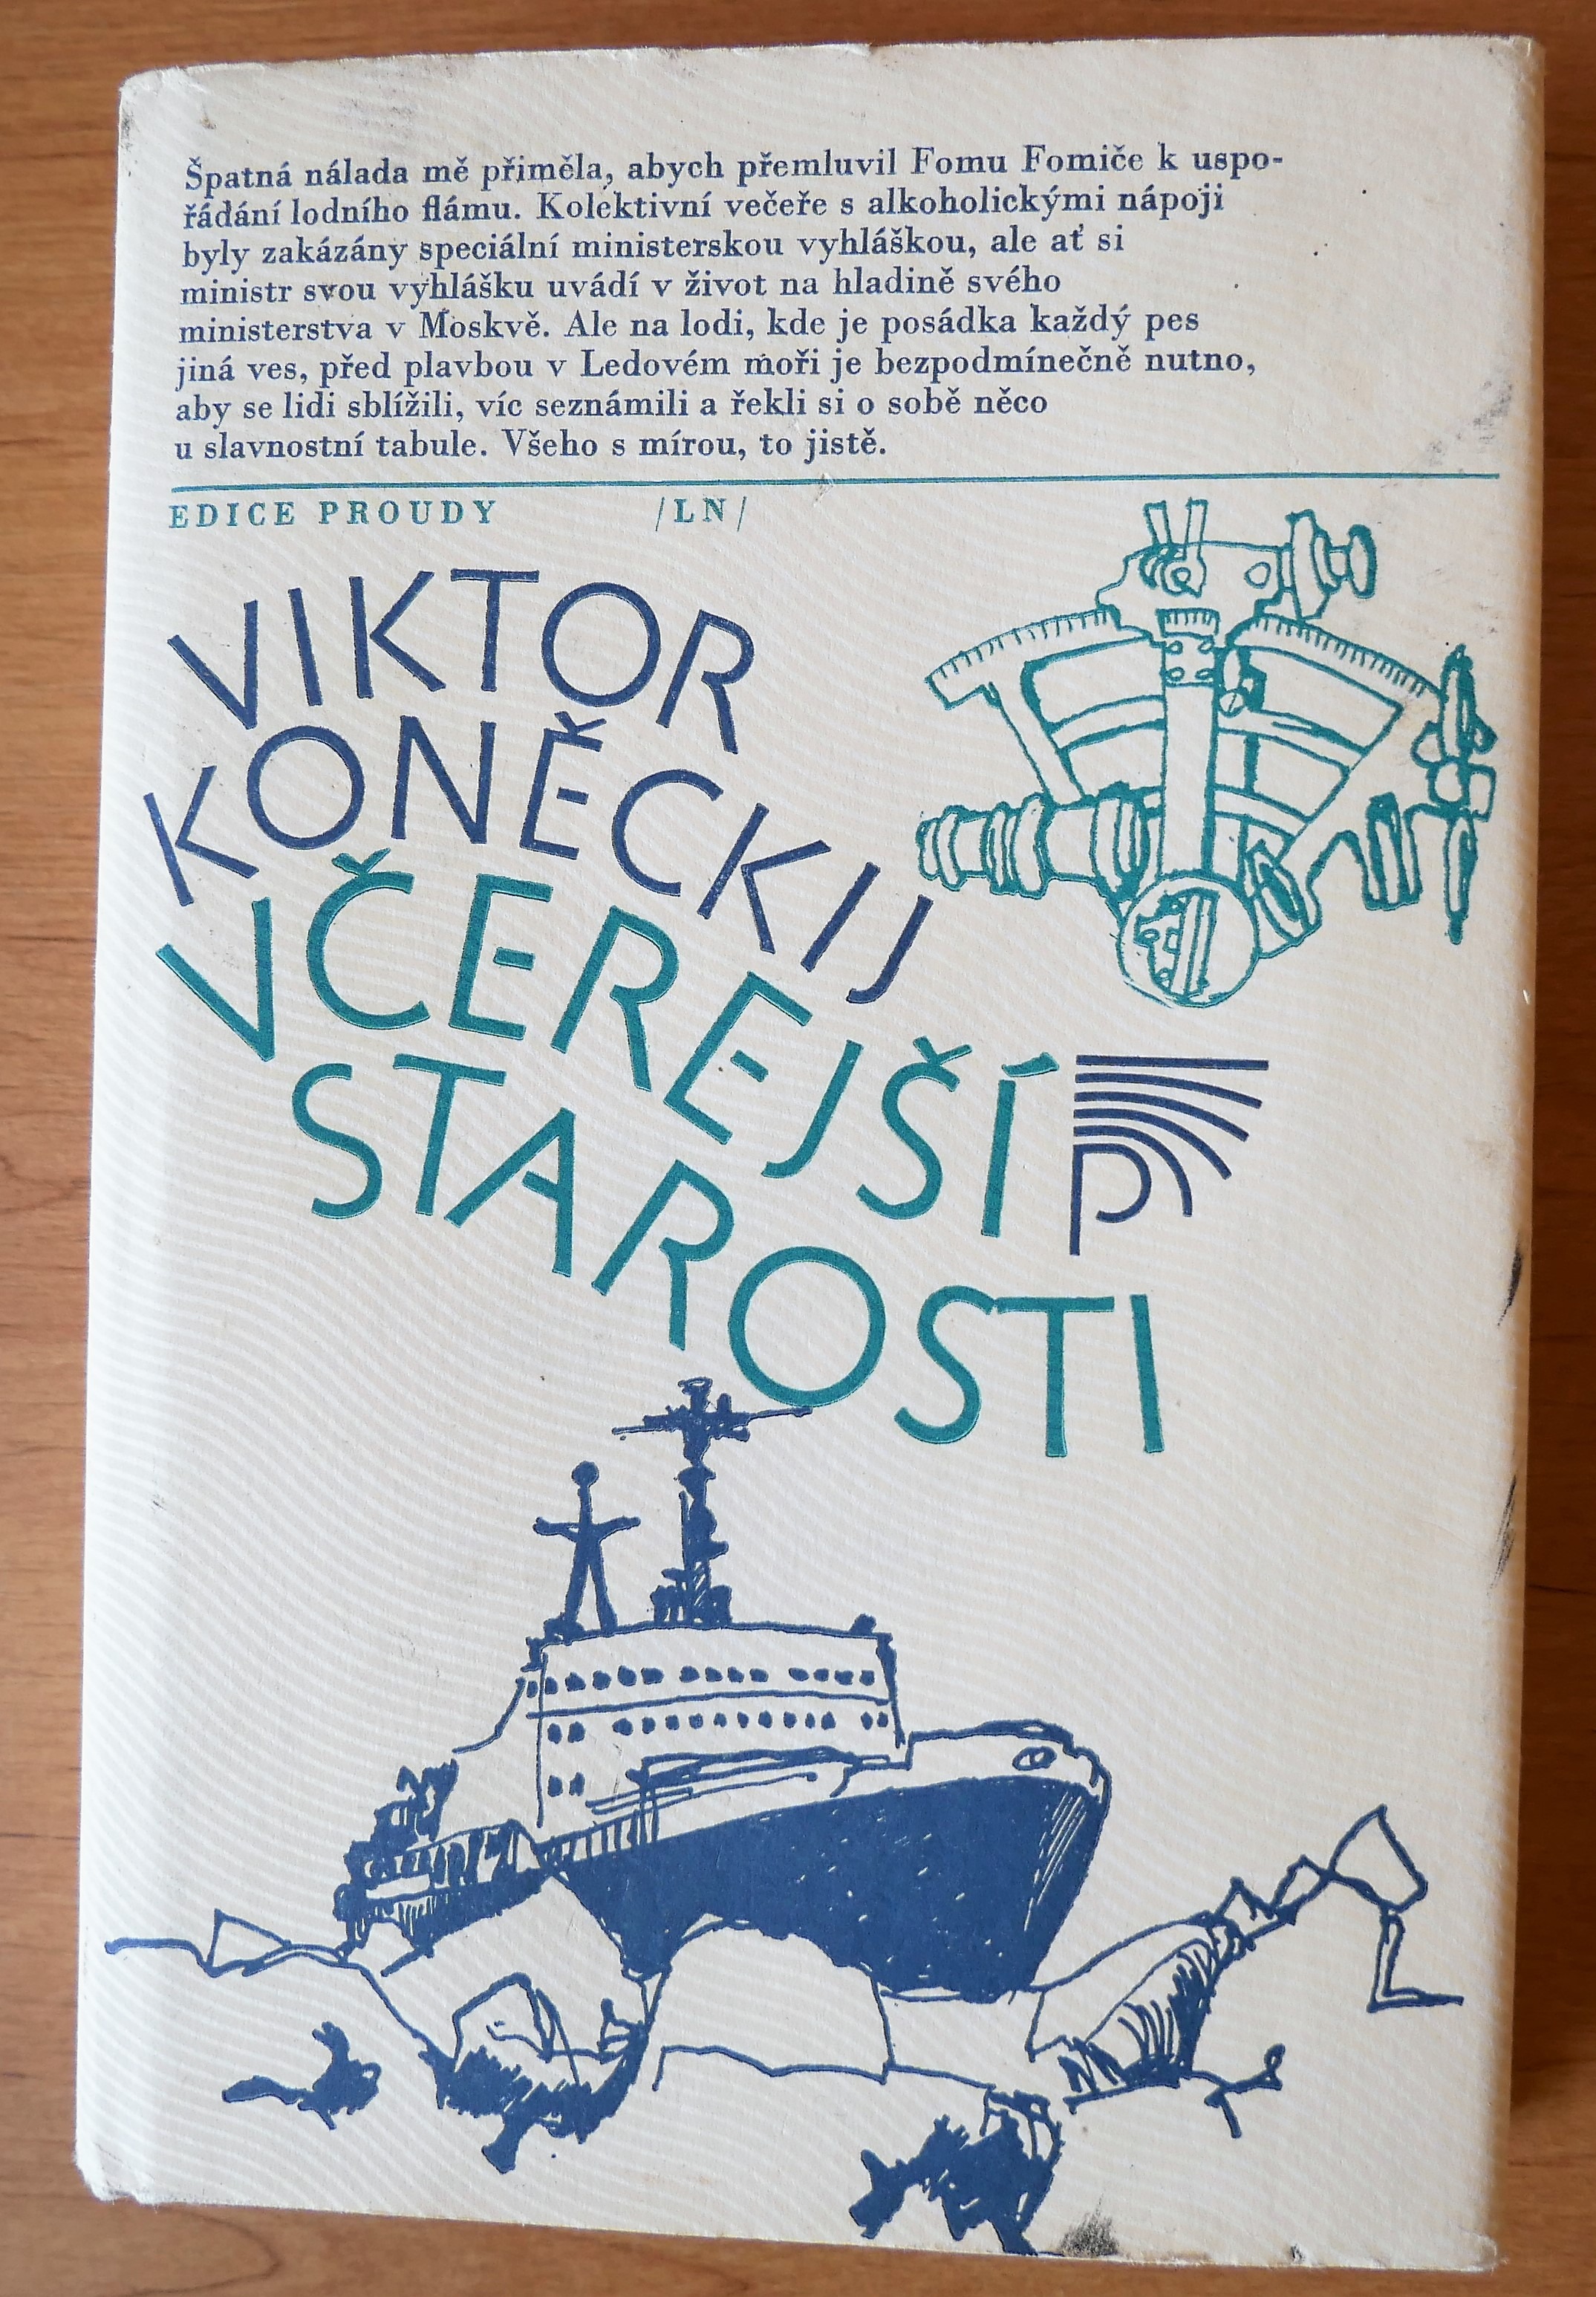 Špatná nálada mě přiměla, abych přemluvil Fomu Fomiče k uspo-
řádání lodního flámu. Kolektivní večeře s alkoholickými nápoji
byly zakázány speciální ministerskou vyhláškou, ale ať si
ministr svou vyhlášku uvádí v život na hladině svého
ministerstva v Moskvě. Ale na lodi, kde je posádka každý pes
jiná ves, před plavbou v Ledovém moři je bezpodmínečně nutno,
aby se lidi sblížili, víc seznámili a řekli si o sobě něco
u slavnostní tabule. Všeho s mírou, to jistě.
EDICE PROUDY /LN/
VIKTOR
KONĚCKIJ
VČEREJŠÍ
STAROSTI
P